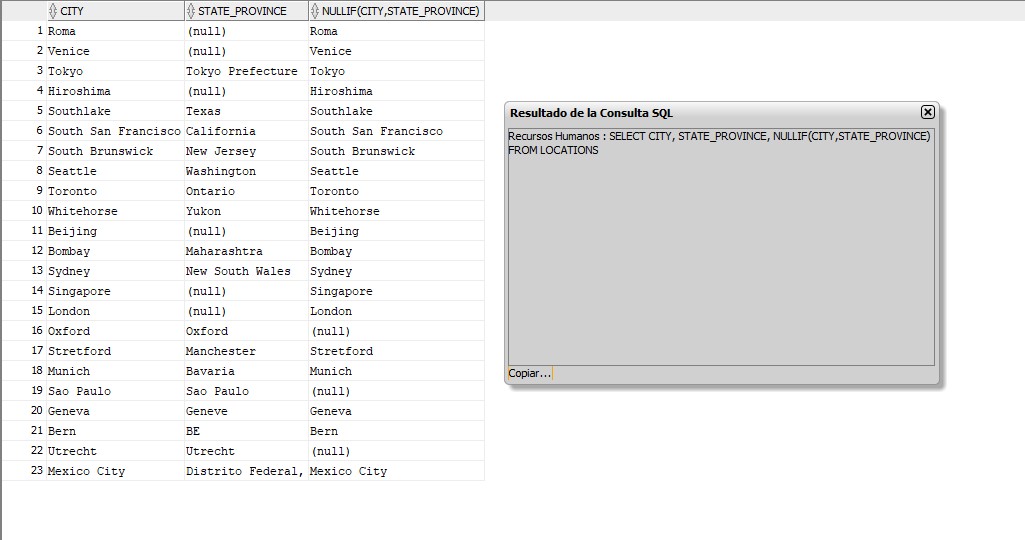 CITY STATE_PROVINCE NULLIF(CITY,STATE_PROVINCE)
1 Roma (null) Roma
2 Venice (null) Venice
3 Tokyo Tokyo Prefecture Tokyo
4 Hiroshima (null) Hiroshima
5 Southlake Texas Southlake
6 South San Francisco California South San Francisco
7 South Brunswick New Jersey South Brunswick
8 Seattle Washington Seattle
9 Toronto Ontario Toronto
10 Whitehorse Yukon Whitehorse
11 Beijing (null) Beijing
12 Bombay Maharashtra Bombay
13 Sydney New South Wales Sydney
14 Singapore (null) Singapore
15 London (null) London
16 Oxford Oxford (null)
17 Stretford Manchester Stretford
18 Munich Bavaria Munich
19 Sao Paulo Sao Paulo (null)
20 Geneva Geneve Geneva
21 Bern BE Bern
22 Utrecht Utrecht (null)
23 Mexico City Distrito Federal, Mexico City
Resultado de la Consulta SQL
Recursos Humanos : SELECT CITY, STATE_PROVINCE, NULLIF(CITY,STATE_PROVINCE)
FROM LOCATIONS
Copiar...